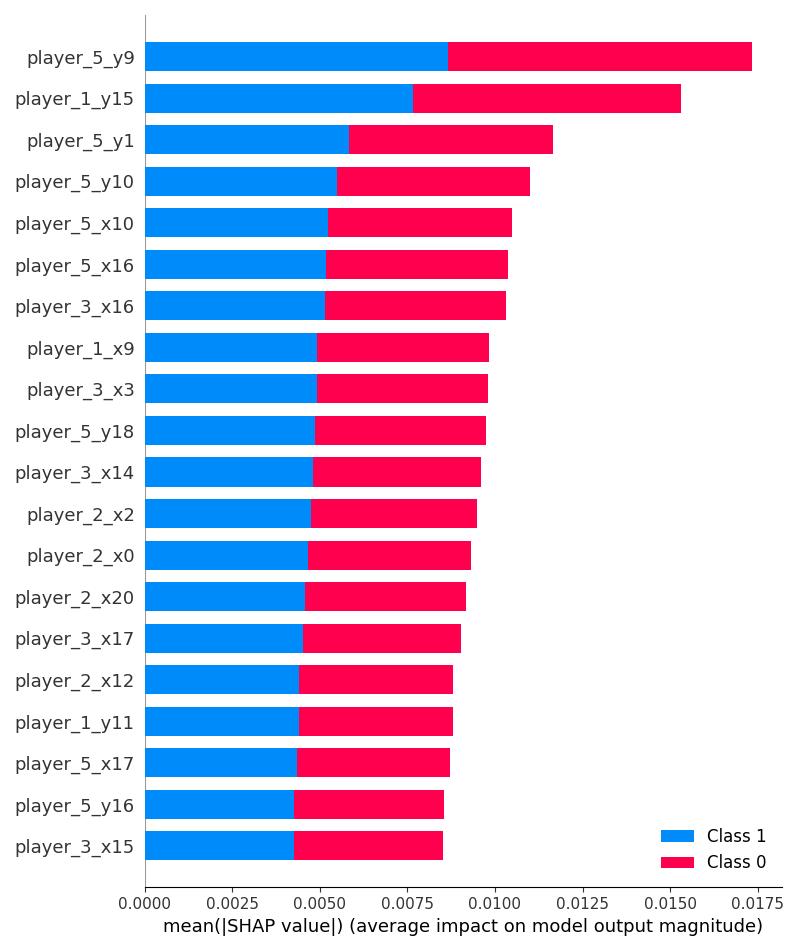 player_5_y9
player_1_y15
player_5_y1
player_5_y10
player_5_x10
player_5_x16
player_3_x16
player_1_x9
player_3_x3
player_5_y18
player_3_x14
player_2_x2
player_2_x0
player_2_x20
player_3_x17
player_2_x12
player_1_y11
player_5_x17
player_5_y16
player_3_x15
Class 1
Class 0
0.0000 0.0025 0.0050 0.0075 0.0100 0.0125 0.0150 0.0175
mean(|SHAP value|) (average impact on model output magnitude)